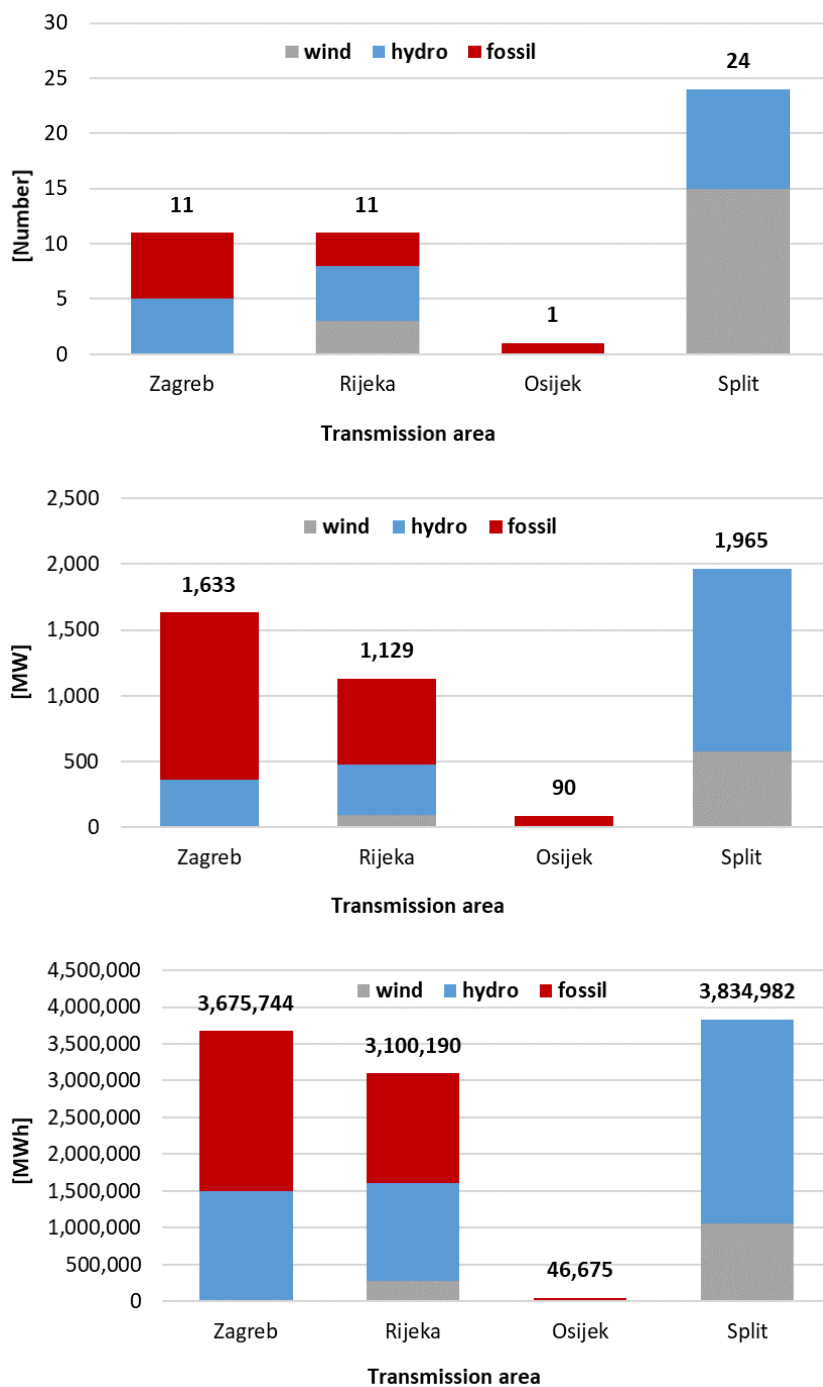 30
wind hydro fossil
24
25
20
15
11 11
[Number]
10
5
1
0
Zagreb Rijeka Osijek Split
Transmission area
2,500
wind hydro fossil
1,965
2,000
1,633
1,500
1,129
[MW]
1,000
500
90
0
Zagreb Rijeka Osijek Split
Transmission area
4,500,000
wind hydro fossil
3,675,744 3,834,982
4,000,000
3,500,000
3,100,190
3,000,000
2,500,000
[MWh]
2,000,000
1,500,000
1,000,000
500,000
46,675
0
Zagreb Rijeka Osijek Split
Transmission area